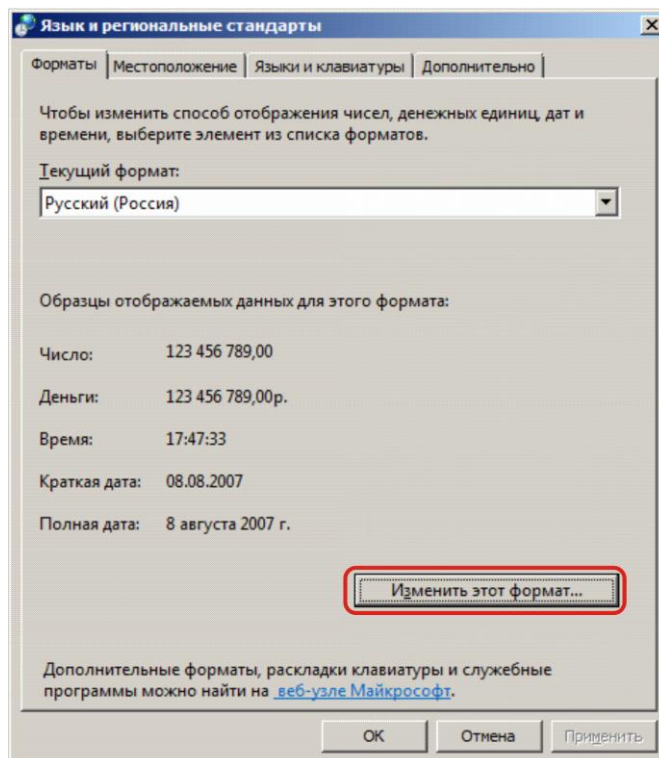 Язык и региональные стандарты
Форматы Местоположение Языки и клавиатуры Дополнительно
Чтобы изменить способ отображения чисел, денежных единиц, дат и
времени, выберите элемент из списка форматов.
Текущий формат:
Русский (Россия)
Образцы отображаемых данных для этого формата:
Число: 123 456 789,00
Деньги: 123 456 789,00р.
Время: 17:47:33
Краткая дата: 08.08.2007
Полная дата: 8 августа 2007 г.
Изменить этот формат...
Дополнительные форматы, раскладки клавиатуры и служебные
программы можно найти на веб-узле Майкрософт.
ОК Отмена Применить